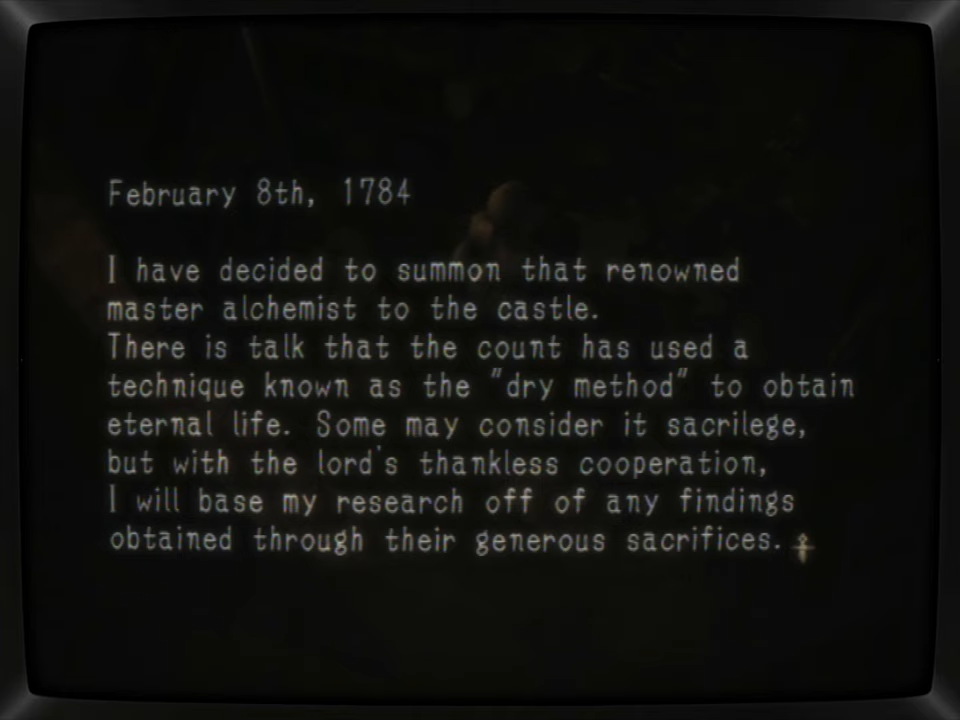 February 8th, 1784
I have decided to summon that renowned
master alchemist to the castle.
There is talk that the count has used a
technique known as the "dry method" to obtain
eternal life. Some may consider it sacrilege,
but with the lord's thankless cooperation,
I will base my research off of any findings
obtained through their generous sacrifices.